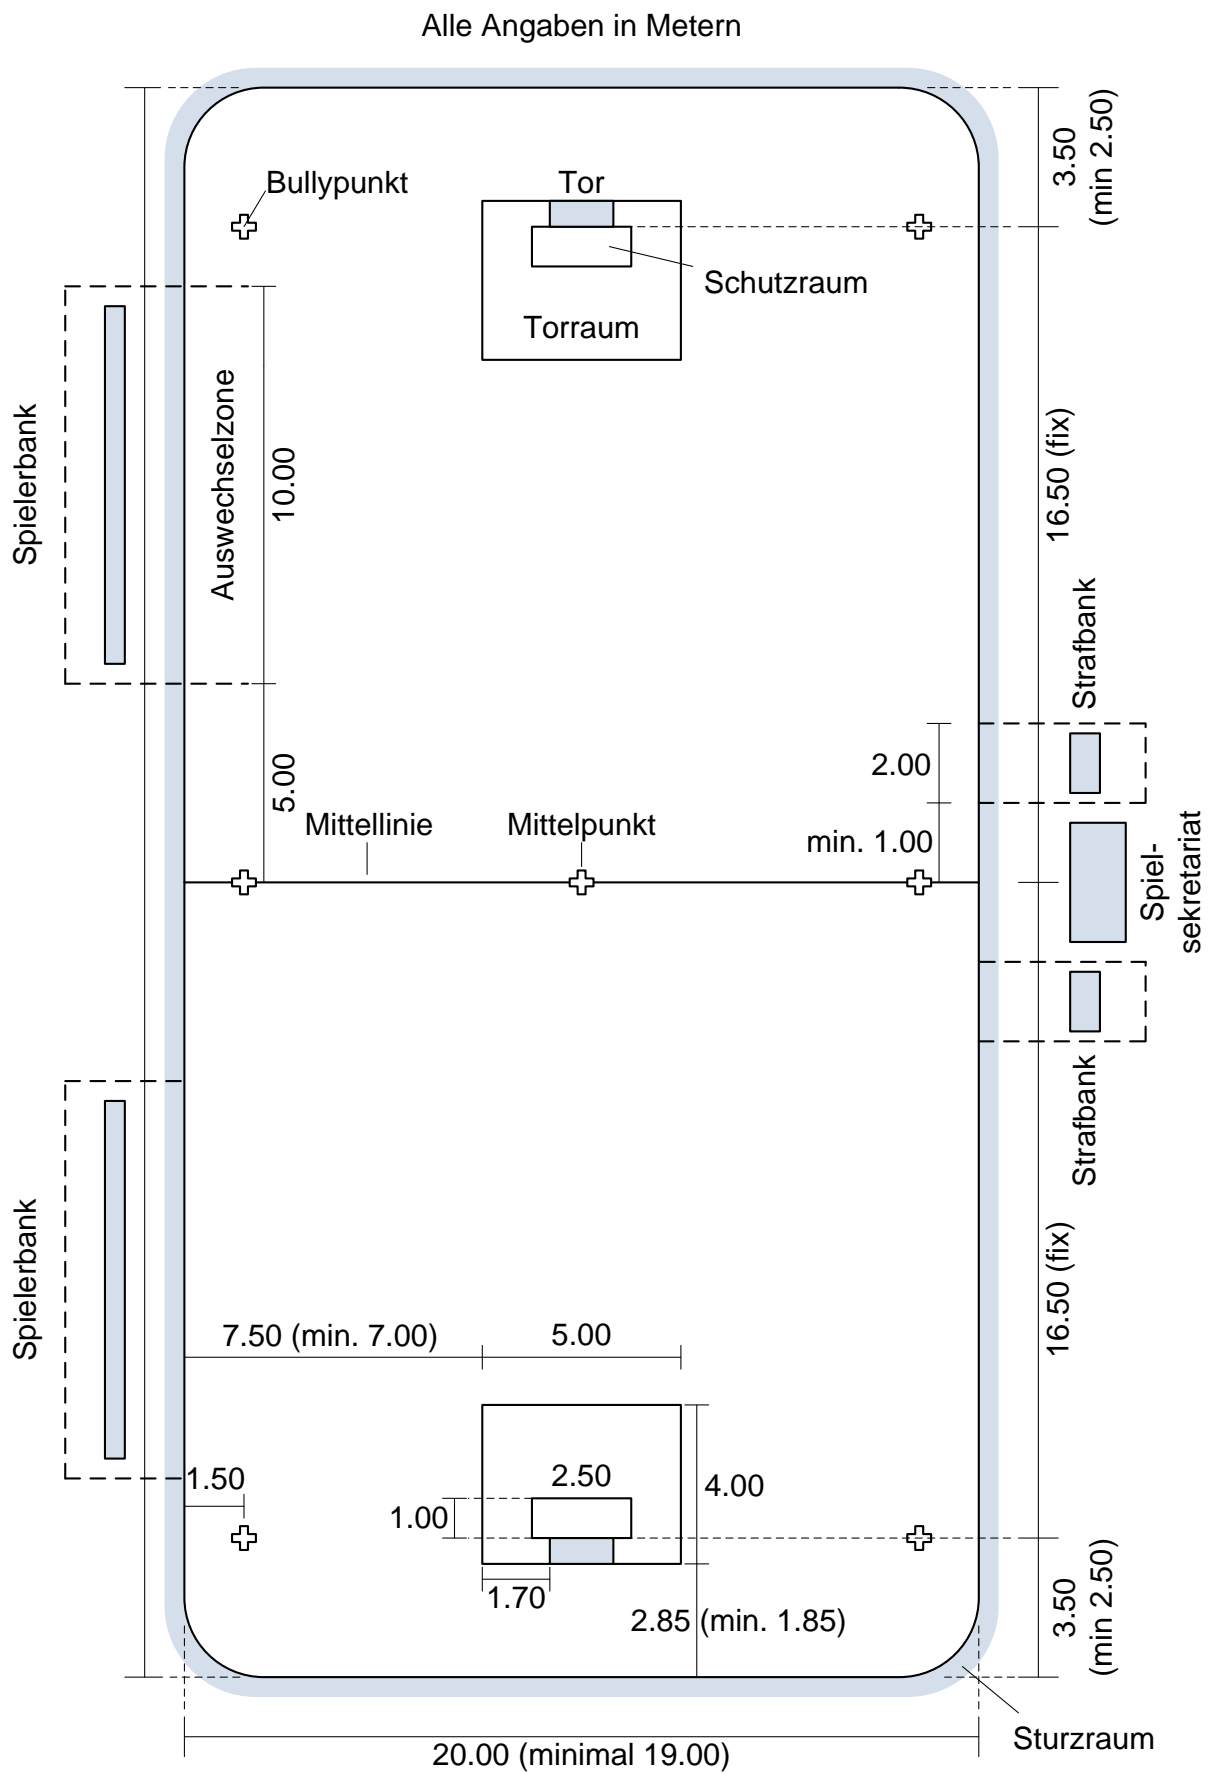 Alle Angaben in Metern
3.50
(min 2.50)
Bullypunkt
Tor
Schutzraum
Torraum
Spielerbank
Auswechselzone
10.00
16.50 (fix)
Strafbank
5.00
2.00
Mittellinie
Mittelpunkt
min. 1.00
Spiel-
sekretariat
Strafbank
Spielerbank
16.50 (fix)
7.50 (min. 7.00)
5.00
1.50
2.50
4.00
1.00
1.70
2.85 (min. 1.85)
3.50
(min 2.50)
Sturzraum
20.00 (minimal 19.00)